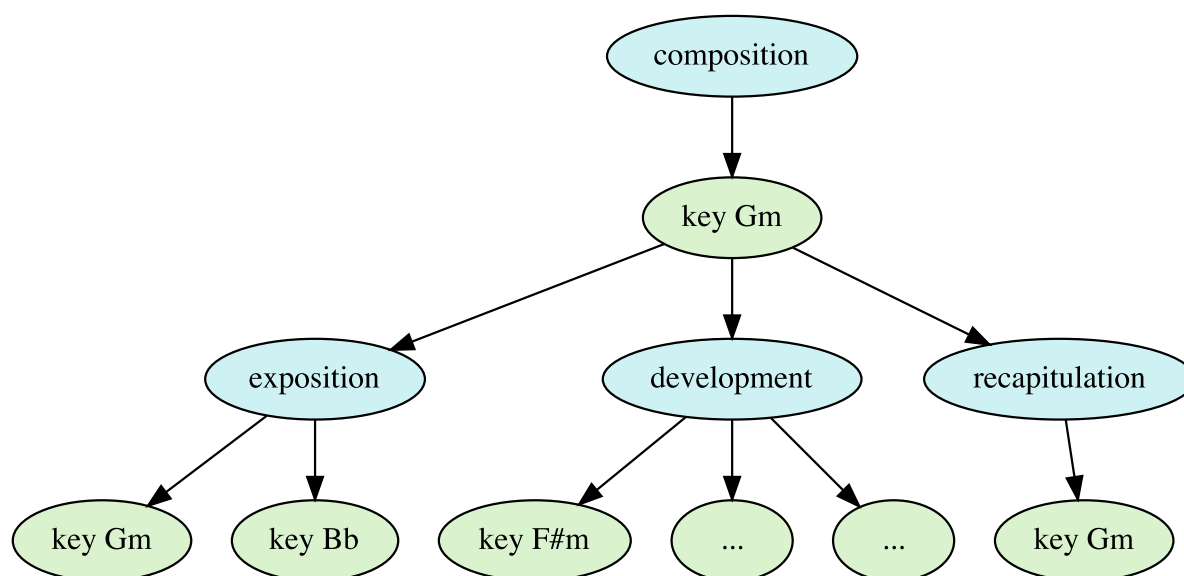 composition
key Gm
exposition
development
recapitulation
key Gm
key Bb
key F#m
...
...
key Gm